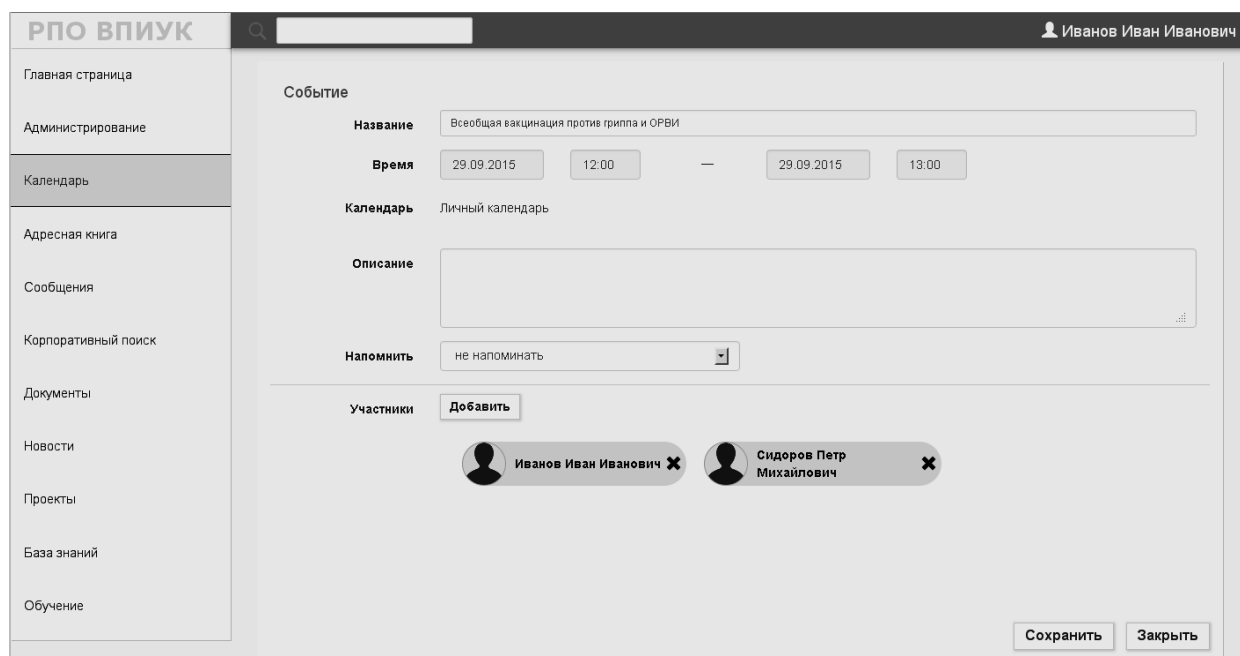 РПО ВПИУК
Иванов Иван Иванович
Главная страница
Администрирование
Календарь
Адресная книга
Сообщения
Корпоративный поиск
Документы
Новости
Проекты
База знаний
Обучение
Событие
Название Всеобщая вакцинация против гриппа и ОРВИ
Время 29.09.2015 12:00 — 29.09.2015 13:00
Календарь Личный календарь
Описание
Напомнить не напоминать
Участники Добавить
Иванов Иван Иванович
Сидоров Петр
Михайлович
Сохранить Закрыть